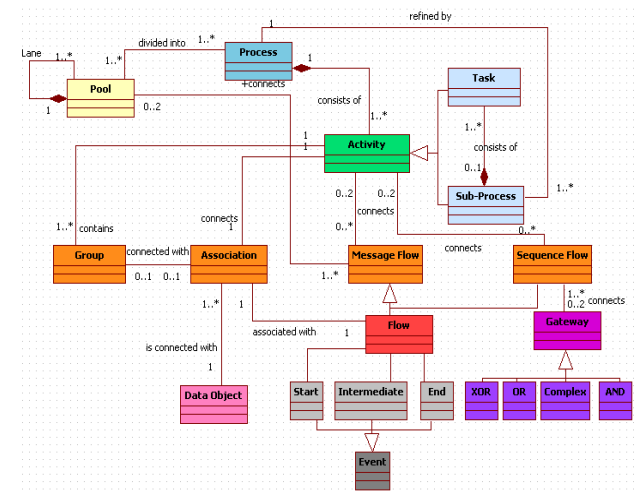 refined by
1
divided into
1..*
Lane
1..*
1..*
Process
1
Pool
+connects
1
0..2
consists of
1..*
Task
1..*
consists of
0..1
1
1
Activity
Sub-Process
1..*
0..2
0..2
connects
1
connects
0..*
0..*
1..*
contains
connected with
connects
Group
Association
Message Flow
Sequence Flow
0..1
0..1
1..*
1..*
1
1..*
0..2
connects
associated with
1
Flow
Gateway
is connected with
1
Data Object
Start
Intermediate
End
XOR
OR
Complex
AND
Event